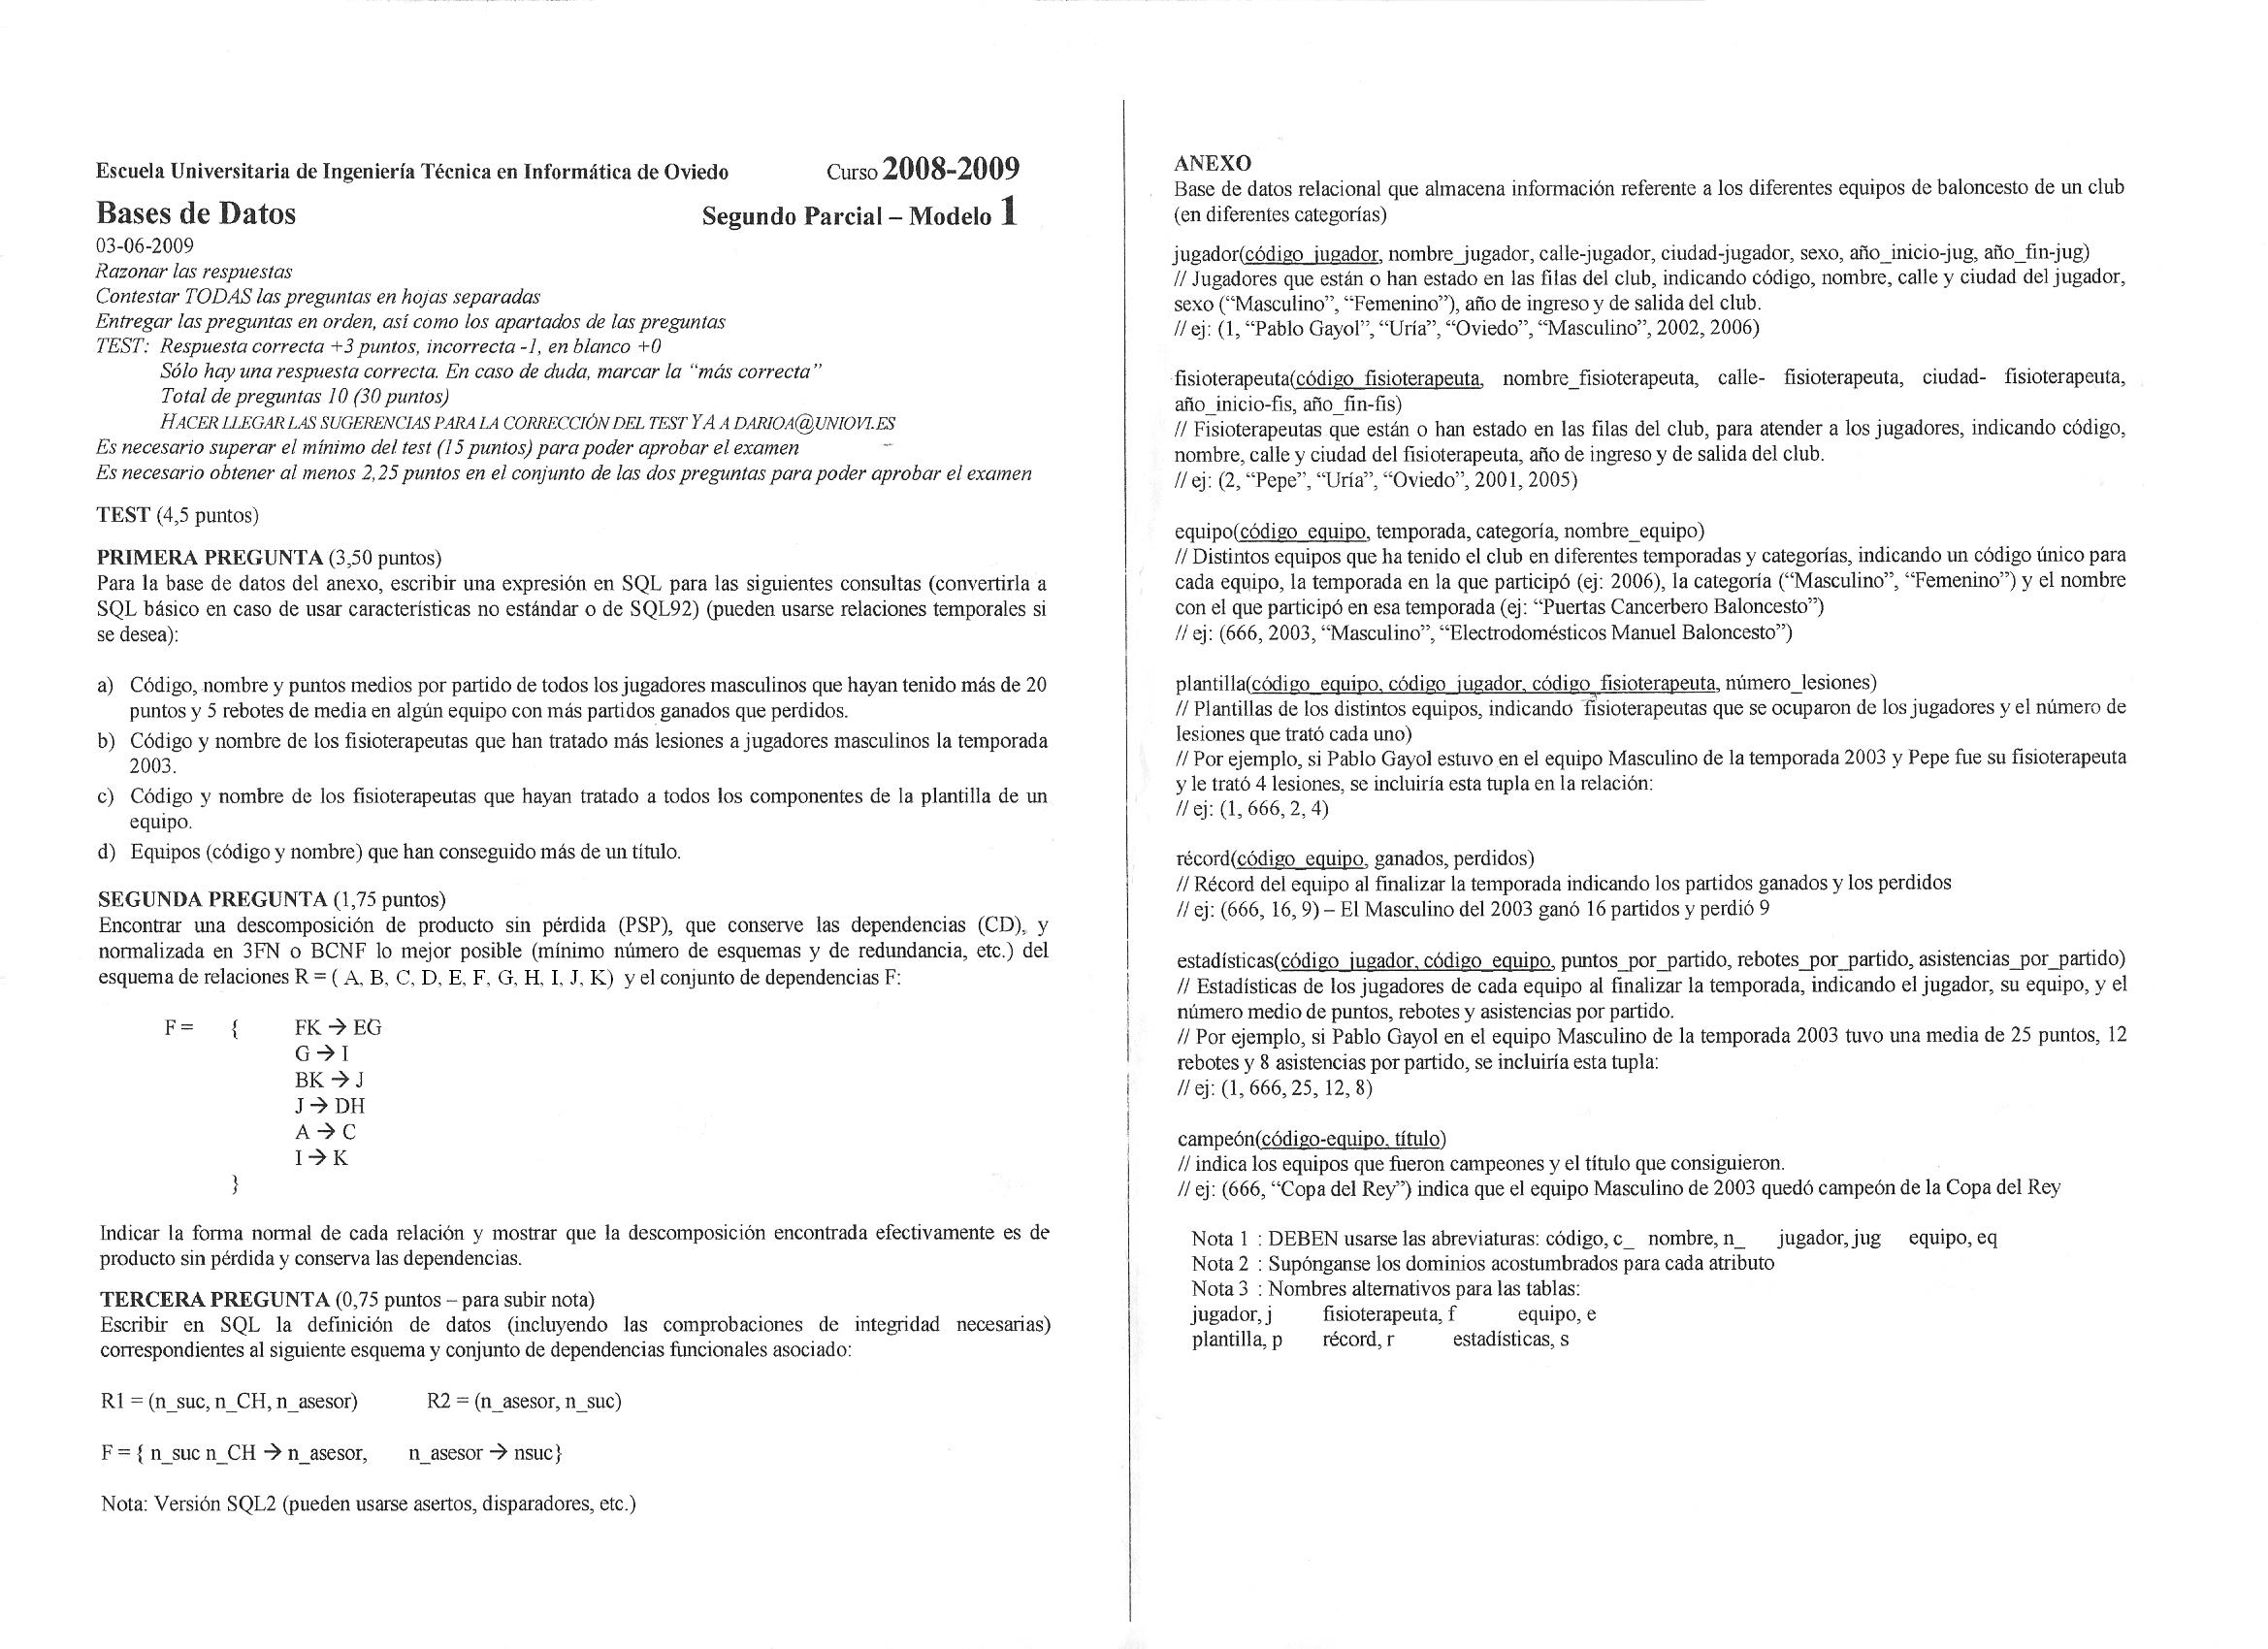 Escuela Universitaria de Ingeniería Técnica en Informática de Oviedo Curso 2008-2009
Bases de Datos Segundo Parcial – Modelo 1
03-06-2009
Razonar las respuestas
Contestar TODAS las preguntas en hojas separadas
Entregar las preguntas en orden, así como los apartados de las preguntas
TEST: Respuesta correcta +3 puntos, incorrecta -1, en blanco +0
Sólo hay una respuesta correcta. En caso de duda, marcar la “más correcta”
Total de preguntas 10 (30 puntos)
HACER LLEGAR LAS SUGERENCIAS PARA LA CORRECCIÓN DEL TEST YA A DARIOA@UNIOVI.ES
Es necesario superar el mínimo del test (15 puntos) para poder aprobar el examen
Es necesario obtener al menos 2,25 puntos en el conjunto de las dos preguntas para poder aprobar el examen
TEST (4,5 puntos)
PRIMERA PREGUNTA (3,50 puntos)
Para la base de datos del anexo, escribir una expresión en SQL para las siguientes consultas (convertirla a
SQL básico en caso de usar características no estándar o de SQL92) (pueden usarse relaciones temporales si
se desea):
a) Código, nombre y puntos medios por partido de todos los jugadores masculinos que hayan tenido más de 20
puntos y 5 rebotes de media en algún equipo con más partidos ganados que perdidos.
b) Código y nombre de los fisioterapeutas que han tratado más lesiones a jugadores masculinos la temporada
2003.
c) Código y nombre de los fisioterapeutas que hayan tratado a todos los componentes de la plantilla de un
equipo.
d) Equipos (código y nombre) que han conseguido más de un título.
SEGUNDA PREGUNTA (1,75 puntos)
Encontrar una descomposición de producto sin pérdida (PSP), que conserve las dependencias (CD), y
normalizada en 3FN o BCNF lo mejor posible (mínimo número de esquemas y de redundancia, etc.) del
esquema de relaciones R = ( A, B, C, D, E, F, G, H, I, J, K) y el conjunto de dependencias F:
F = { FK → EG
G → I
BK → J
J → DH
A → C
I → K
}
Indicar la forma normal de cada relación y mostrar que la descomposición encontrada efectivamente es de
producto sin pérdida y conserva las dependencias.
TERCERA PREGUNTA (0,75 puntos – para subir nota)
Escribir en SQL la definición de datos (incluyendo las comprobaciones de integridad necesarias)
correspondientes al siguiente esquema y conjunto de dependencias funcionales asociado:
R1 = (n_suc, n_CH, n_asesor) R2 = (n_asesor, n_suc)
F = { n_suc n_CH → n_asesor, n_asesor → nsuc}
Nota: Versión SQL2 (pueden usarse asertos, disparadores, etc.)
ANEXO
Base de datos relacional que almacena información referente a los diferentes equipos de baloncesto de un club
(en diferentes categorías)
jugador(código_jugador, nombre_jugador, calle-jugador, ciudad-jugador, sexo, año_inicio-jug, año_fin-jug)
// Jugadores que están o han estado en las filas del club, indicando código, nombre, calle y ciudad del jugador,
sexo (“Masculino”, “Femenino”), año de ingreso y de salida del club.
// ej: (1, “Pablo Gayol”, “Uría”, “Oviedo”, “Masculino”, 2002, 2006)
fisioterapeuta(código_fisioterapeuta, nombre_fisioterapeuta, calle- fisioterapeuta, ciudad- fisioterapeuta,
año_inicio-fis, año_fin-fis)
// Fisioterapeutas que están o han estado en las filas del club, para atender a los jugadores, indicando código,
nombre, calle y ciudad del fisioterapeuta, año de ingreso y de salida del club.
// ej: (2, “Pepe”, “Uría”, “Oviedo”, 2001, 2005)
equipo(código_equipo, temporada, categoría, nombre_equipo)
// Distintos equipos que ha tenido el club en diferentes temporadas y categorías, indicando un código único para
cada equipo, la temporada en la que participó (ej: 2006), la categoría (“Masculino”, “Femenino”) y el nombre
con el que participó en esa temporada (ej: “Puertas Cancerbero Baloncesto”)
// ej: (666, 2003, “Masculino”, “Electrodomésticos Manuel Baloncesto”)
plantilla(código_equipo, código_jugador, código_fisioterapeuta, número_lesiones)
// Plantillas de los distintos equipos, indicando fisioterapeutas que se ocuparon de los jugadores y el número de
lesiones que trató cada uno)
// Por ejemplo, si Pablo Gayol estuvo en el equipo Masculino de la temporada 2003 y Pepe fue su fisioterapeuta
y le trató 4 lesiones, se incluiría esta tupla en la relación:
// ej: (1, 666, 2, 4)
récord(código_equipo, ganados, perdidos)
// Récord del equipo al finalizar la temporada indicando los partidos ganados y los perdidos
// ej: (666, 16, 9) – El Masculino del 2003 ganó 16 partidos y perdió 9
estadísticas(código_jugador, código_equipo, puntos_por_partido, rebotes_por_partido, asistencias_por_partido)
// Estadísticas de los jugadores de cada equipo al finalizar la temporada, indicando el jugador, su equipo, y el
número medio de puntos, rebotes y asistencias por partido.
// Por ejemplo, si Pablo Gayol en el equipo Masculino de la temporada 2003 tuvo una media de 25 puntos, 12
rebotes y 8 asistencias por partido, se incluiría esta tupla:
// ej: (1, 666, 25, 12, 8)
campeón(código-equipo, título)
// indica los equipos que fueron campeones y el título que consiguieron.
// ej: (666, “Copa del Rey”) indica que el equipo Masculino de 2003 quedó campeón de la Copa del Rey
Nota 1 : DEBEN usarse las abreviaturas: código, c_ nombre, n_ jugador, jug equipo, eq
Nota 2 : Supónganse los dominios acostumbrados para cada atributo
Nota 3 : Nombres alternativos para las tablas:
jugador, j fisioterapeuta, f equipo, e
plantilla, p récord, r estadísticas, s